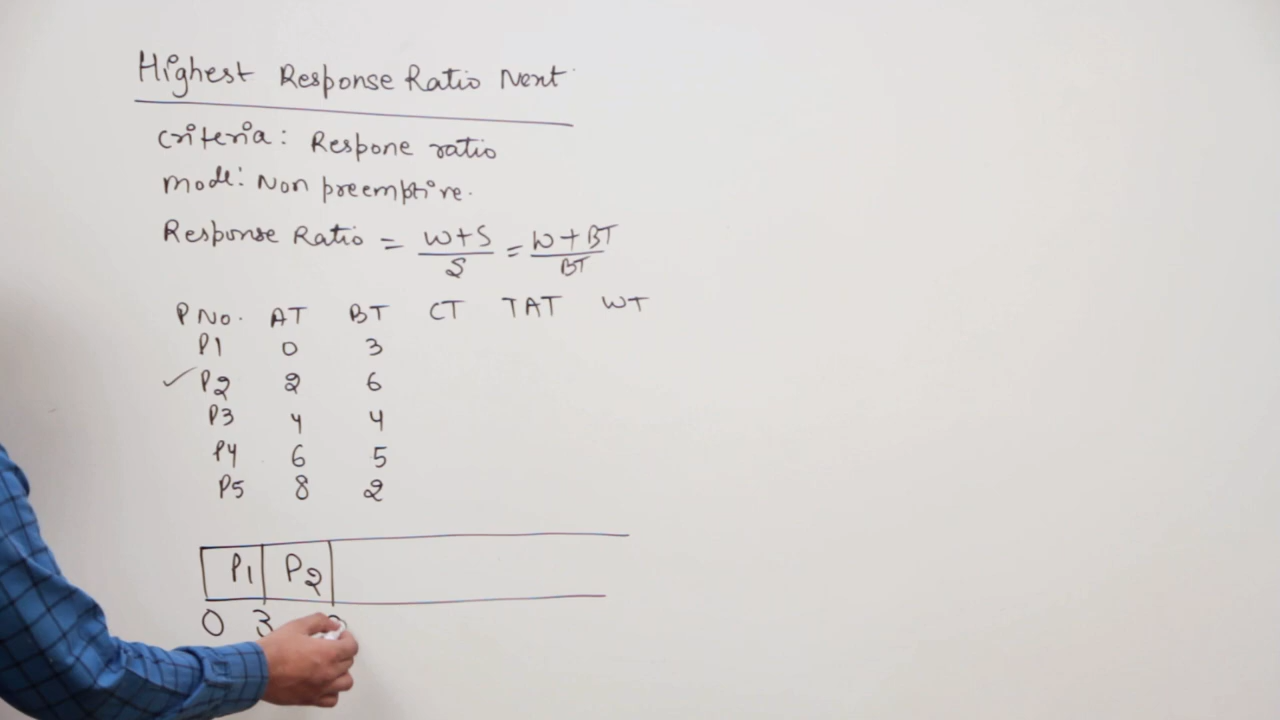 Highest Response Ratio Next
Criteria: Respone ratio
Mode: Non preemptive.
Response Ratio = W+S/S = W+BT/BT
P No. AT BT CT TAT WT
P1 0 3
P2 2 6
P3 4 4
P4 6 5
P5 8 2
P1 P2
0 3